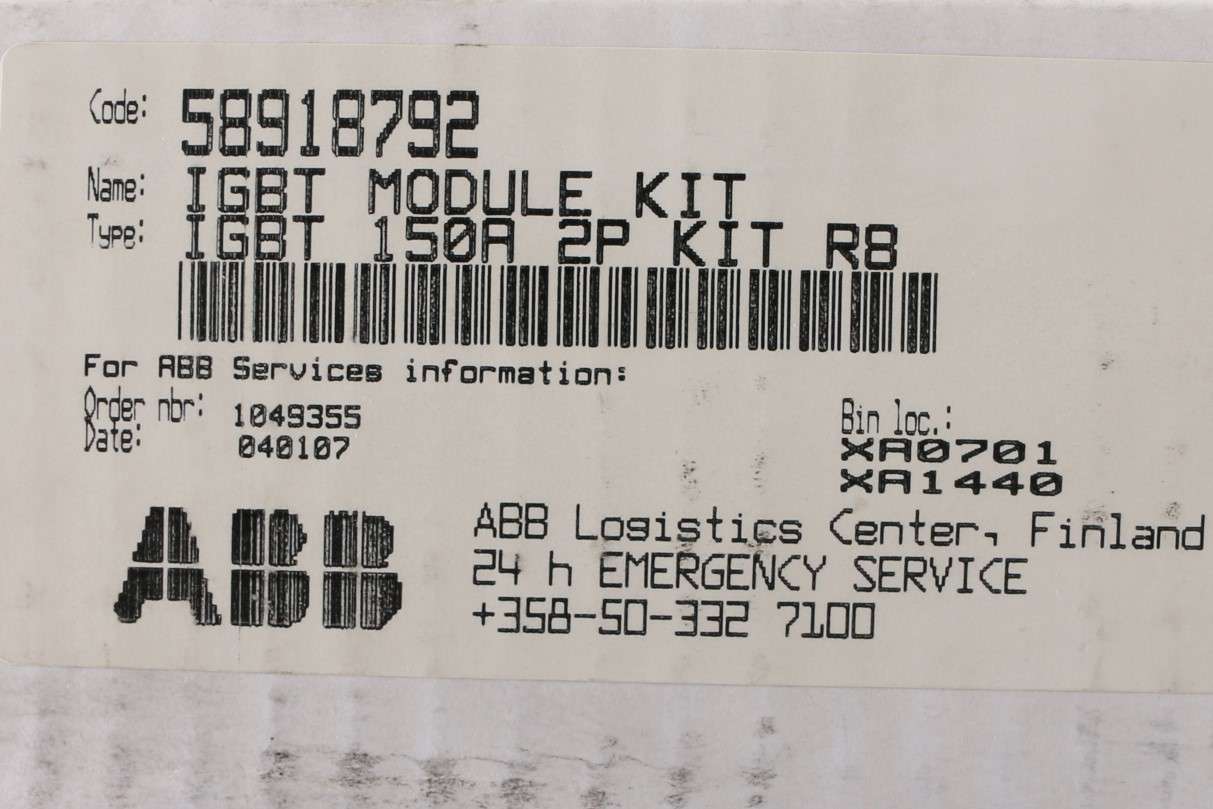 Code: 58918792
Name: IGBT MODULE KIT
Type: IGBT 150A 2P KIT R8
For ABB Services information:
Order nbr: 1049355
Date: 040107
Bin loc.:
XA0701
XA1440
ABB
ABB Logistics Center, Finland
24 h EMERGENCY SERVICE
+358-50-332 7100